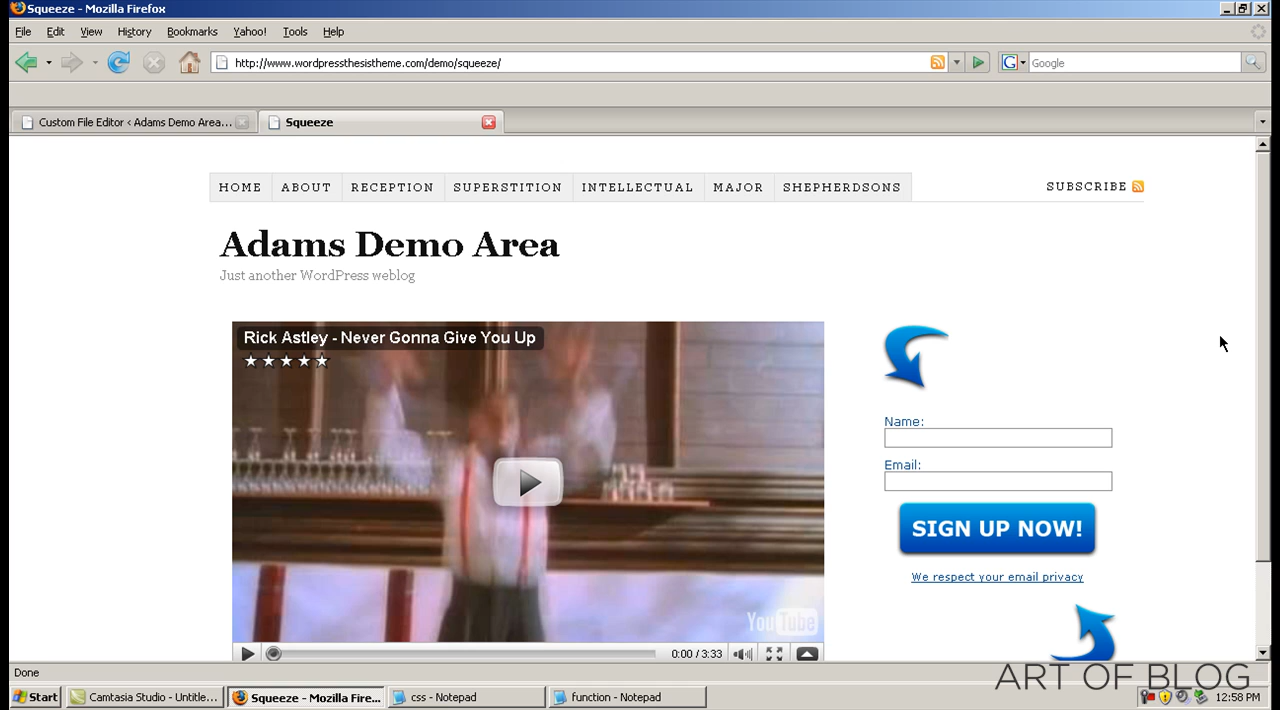 Squeeze - Mozilla Firefox
File Edit View History Bookmarks Yahoo! Tools Help
http://www.wordpressthesistheme.com/demo/squeeze/
G Google
Custom File Editor ‹ Adams Demo Area...
Squeeze
HOME ABOUT RECEPTION SUPERSTITION INTELLECTUAL MAJOR SHEPHERDSONS
SUBSCRIBE
Adams Demo Area
Just another WordPress weblog
Rick Astley - Never Gonna Give You Up
Name:
Email:
SIGN UP NOW!
We respect your email privacy
YouTube
0:00 / 3:33
Done
ART OF BLOG
Start
Camtasia Studio - Untitle...
Squeeze - Mozilla Firef...
css - Notepad
function - Notepad
12:58 PM